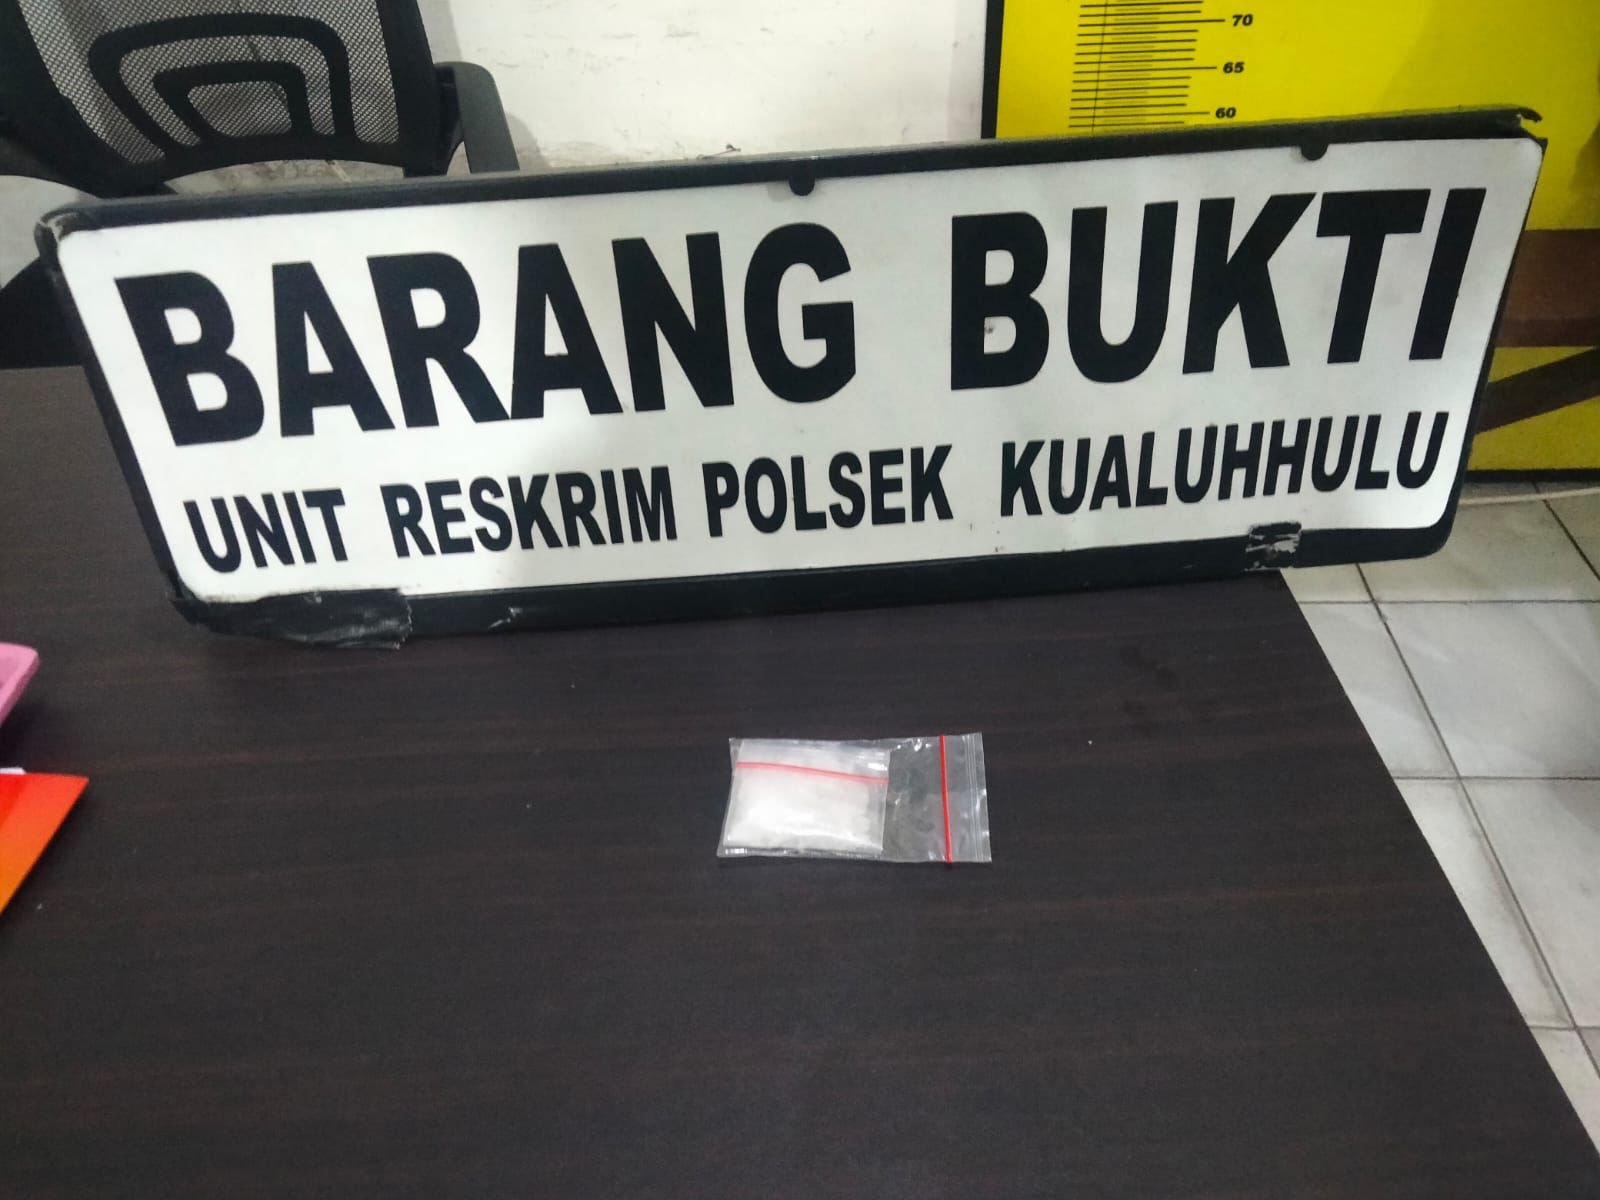 70
65
60
BARANG BUKTI
UNIT RESKRIM POLSEK KUALUHHULU